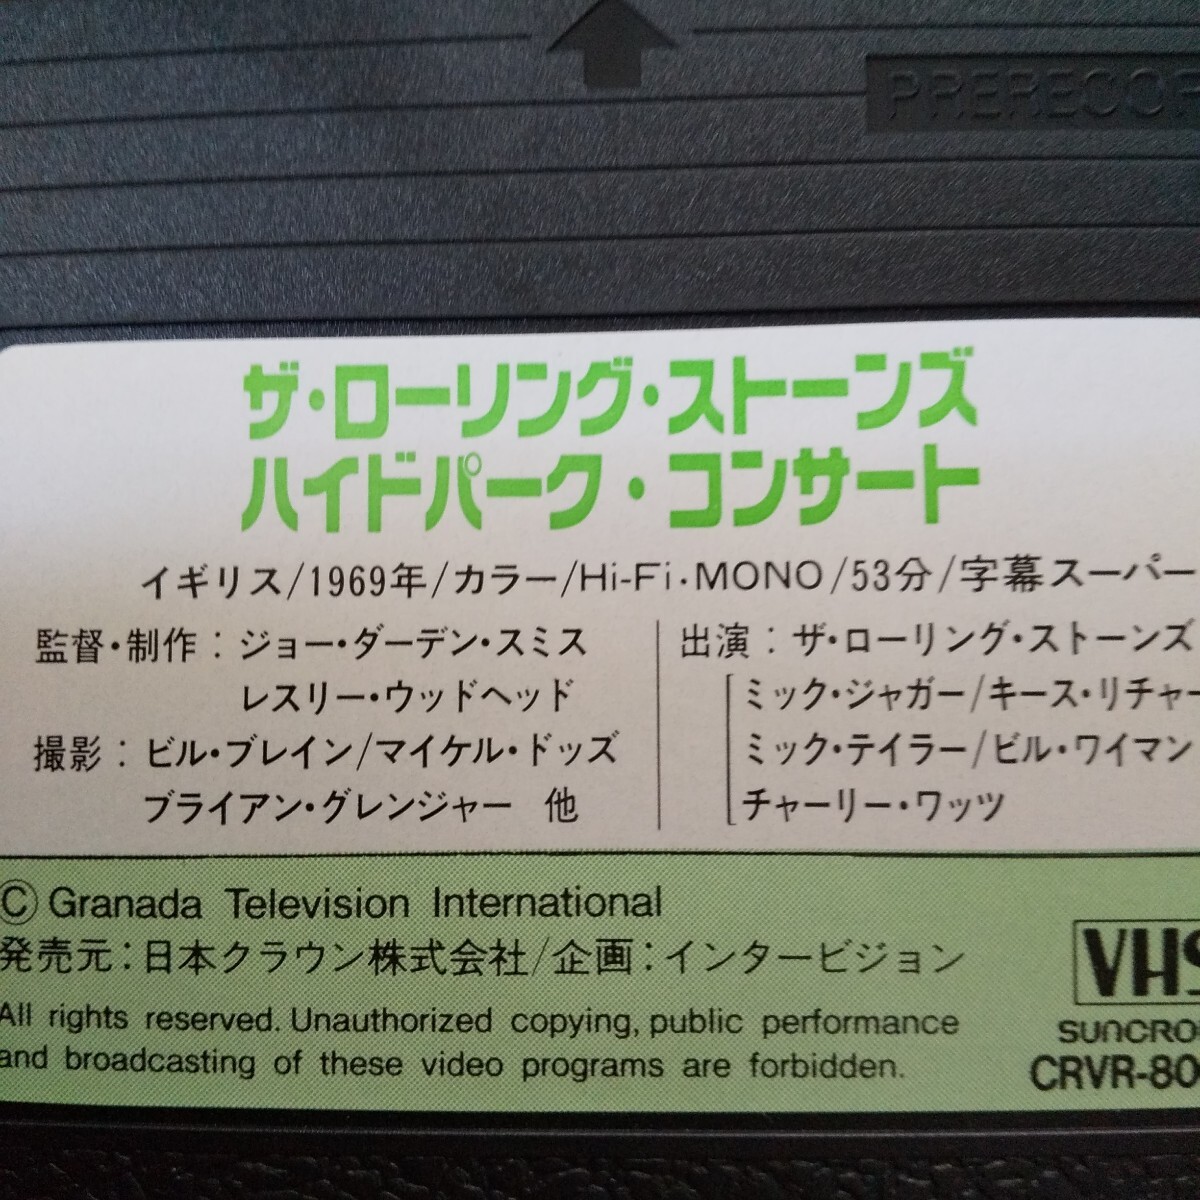 ザ・ローリング・ストーンズ
ハイドパーク・コンサート
イギリス/1969年/カラー/Hi-Fi・MONO/53分/字幕スーパー
監督・制作：ジョー・ダーデン・スミス
レスリー・ウッドヘッド
撮影：ビル・ブレイン/マイケル・ドッズ
ブライアン・グレンジャー 他
出演：ザ・ローリング・ストーンズ
ミック・ジャガー/キース・リチャー
ミック・テイラー/ビル・ワイマン
チャーリー・ワッツ
Ⓒ Granada Television International
発売元：日本クラウン株式会社/企画：インタービジョン
All rights reserved. Unauthorized copying, public performance
and broadcasting of these video programs are forbidden.
VHS
SUNCRO
CRVR-80